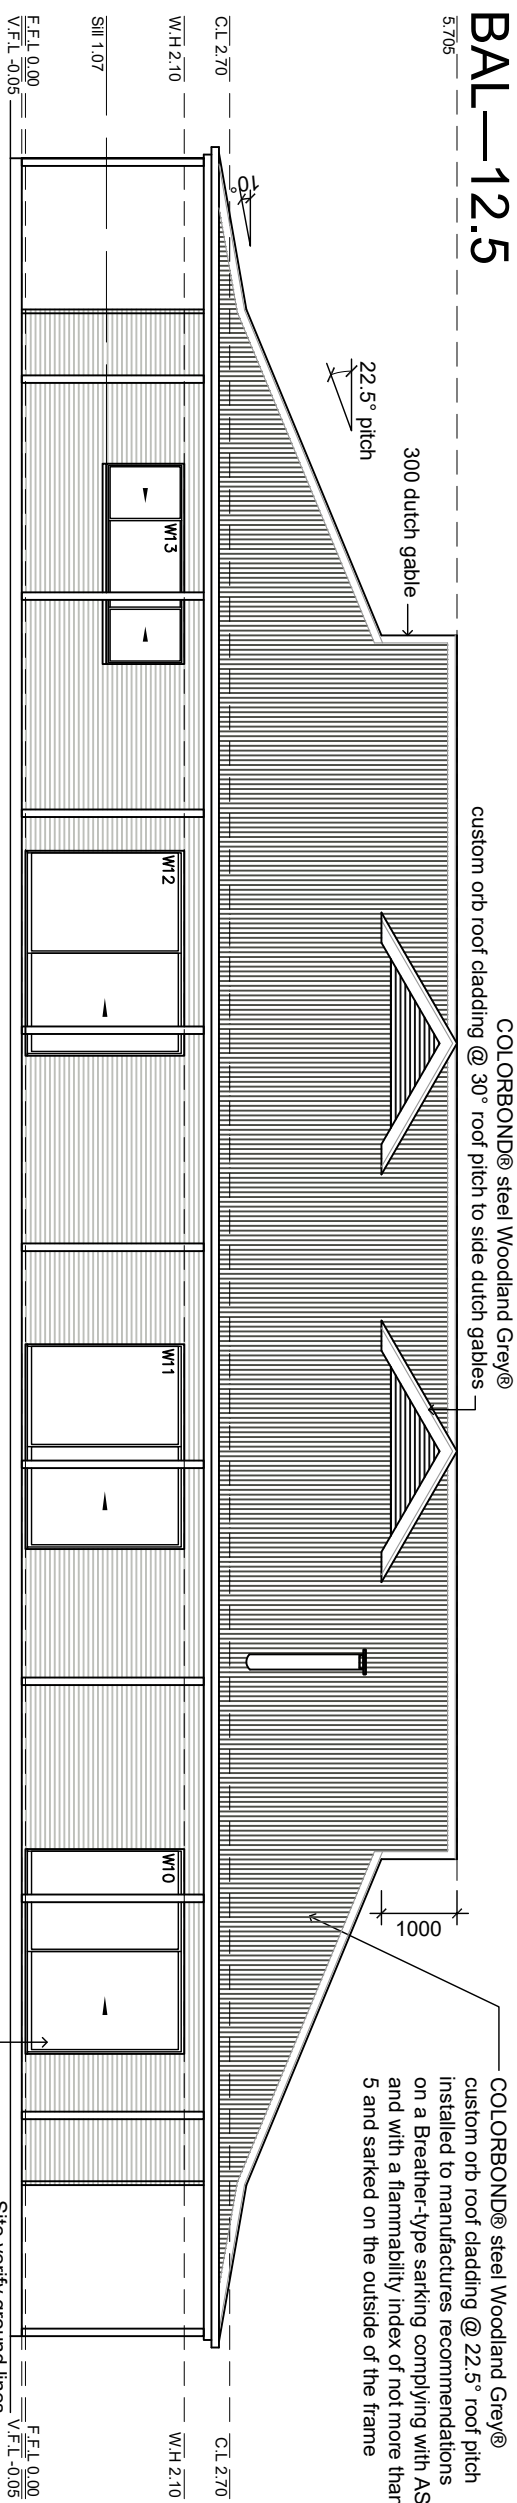 BAL—12.5
5.705
C.L 2.70
W.H 2.10
Sill 1.07
F.F.L 0.00
V.F.L -0.05
10°
22.5° pitch
300 dutch gable
COLORBOND® steel Woodland Grey®
custom orb roof cladding @ 30° roof pitch to side dutch gables
1000
COLORBOND® steel Woodland Grey®
custom orb roof cladding @ 22.5° roof pitch
installed to manufactures recommendations
on a Breather-type sarking complying with AS
and with a flammability index of not more than
5 and sarked on the outside of the frame
W13
W12
W11
W10
C.L 2.70
W.H 2.10
F.F.L 0.00
V.F.L -0.05
Site verify ground lines